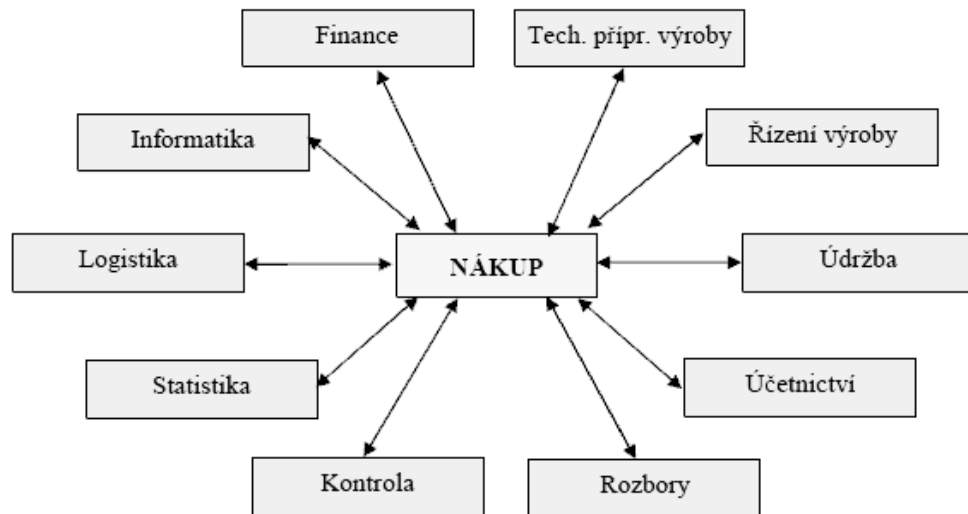 Finance
Tech. přípr. výroby
Informatika
Řízení výroby
Logistika
NÁKUP
Údržba
Statistika
Účetnictví
Kontrola
Rozbory